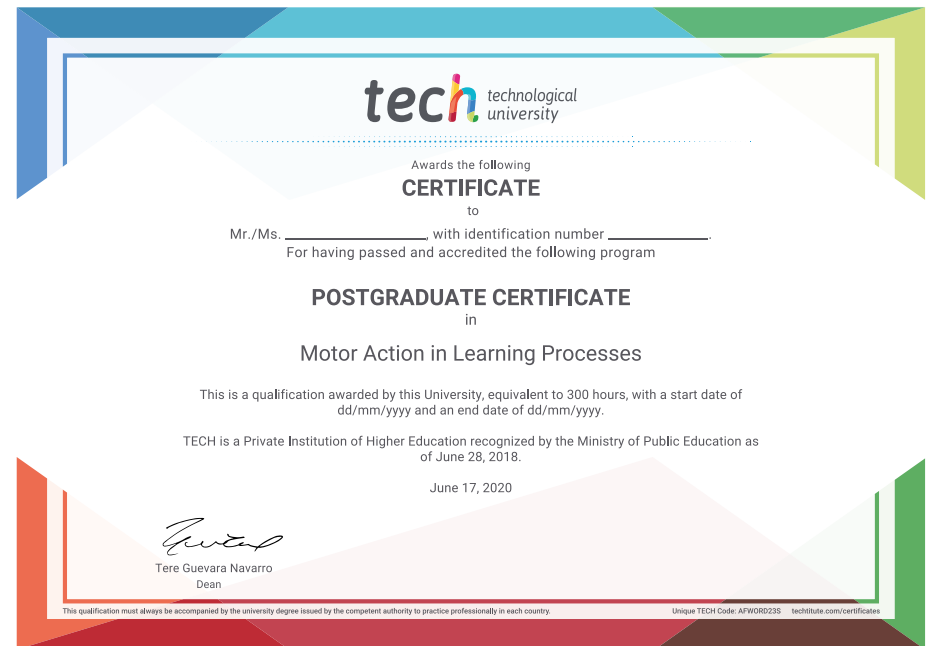 tech technological
university
Awards the following
CERTIFICATE
to
Mr./Ms. ____________________, with identification number ______________.
For having passed and accredited the following program
POSTGRADUATE CERTIFICATE
in
Motor Action in Learning Processes
This is a qualification awarded by this University, equivalent to 300 hours, with a start date of
dd/mm/yyyy and an end date of dd/mm/yyyy.
TECH is a Private Institution of Higher Education recognized by the Ministry of Public Education as
of June 28, 2018.
June 17, 2020
Tere Guevara Navarro
Dean
This qualification must always be accompanied by the university degree issued by the competent authority to practice professionally in each country.
Unique TECH Code: AFWORD23S techtitute.com/certificates